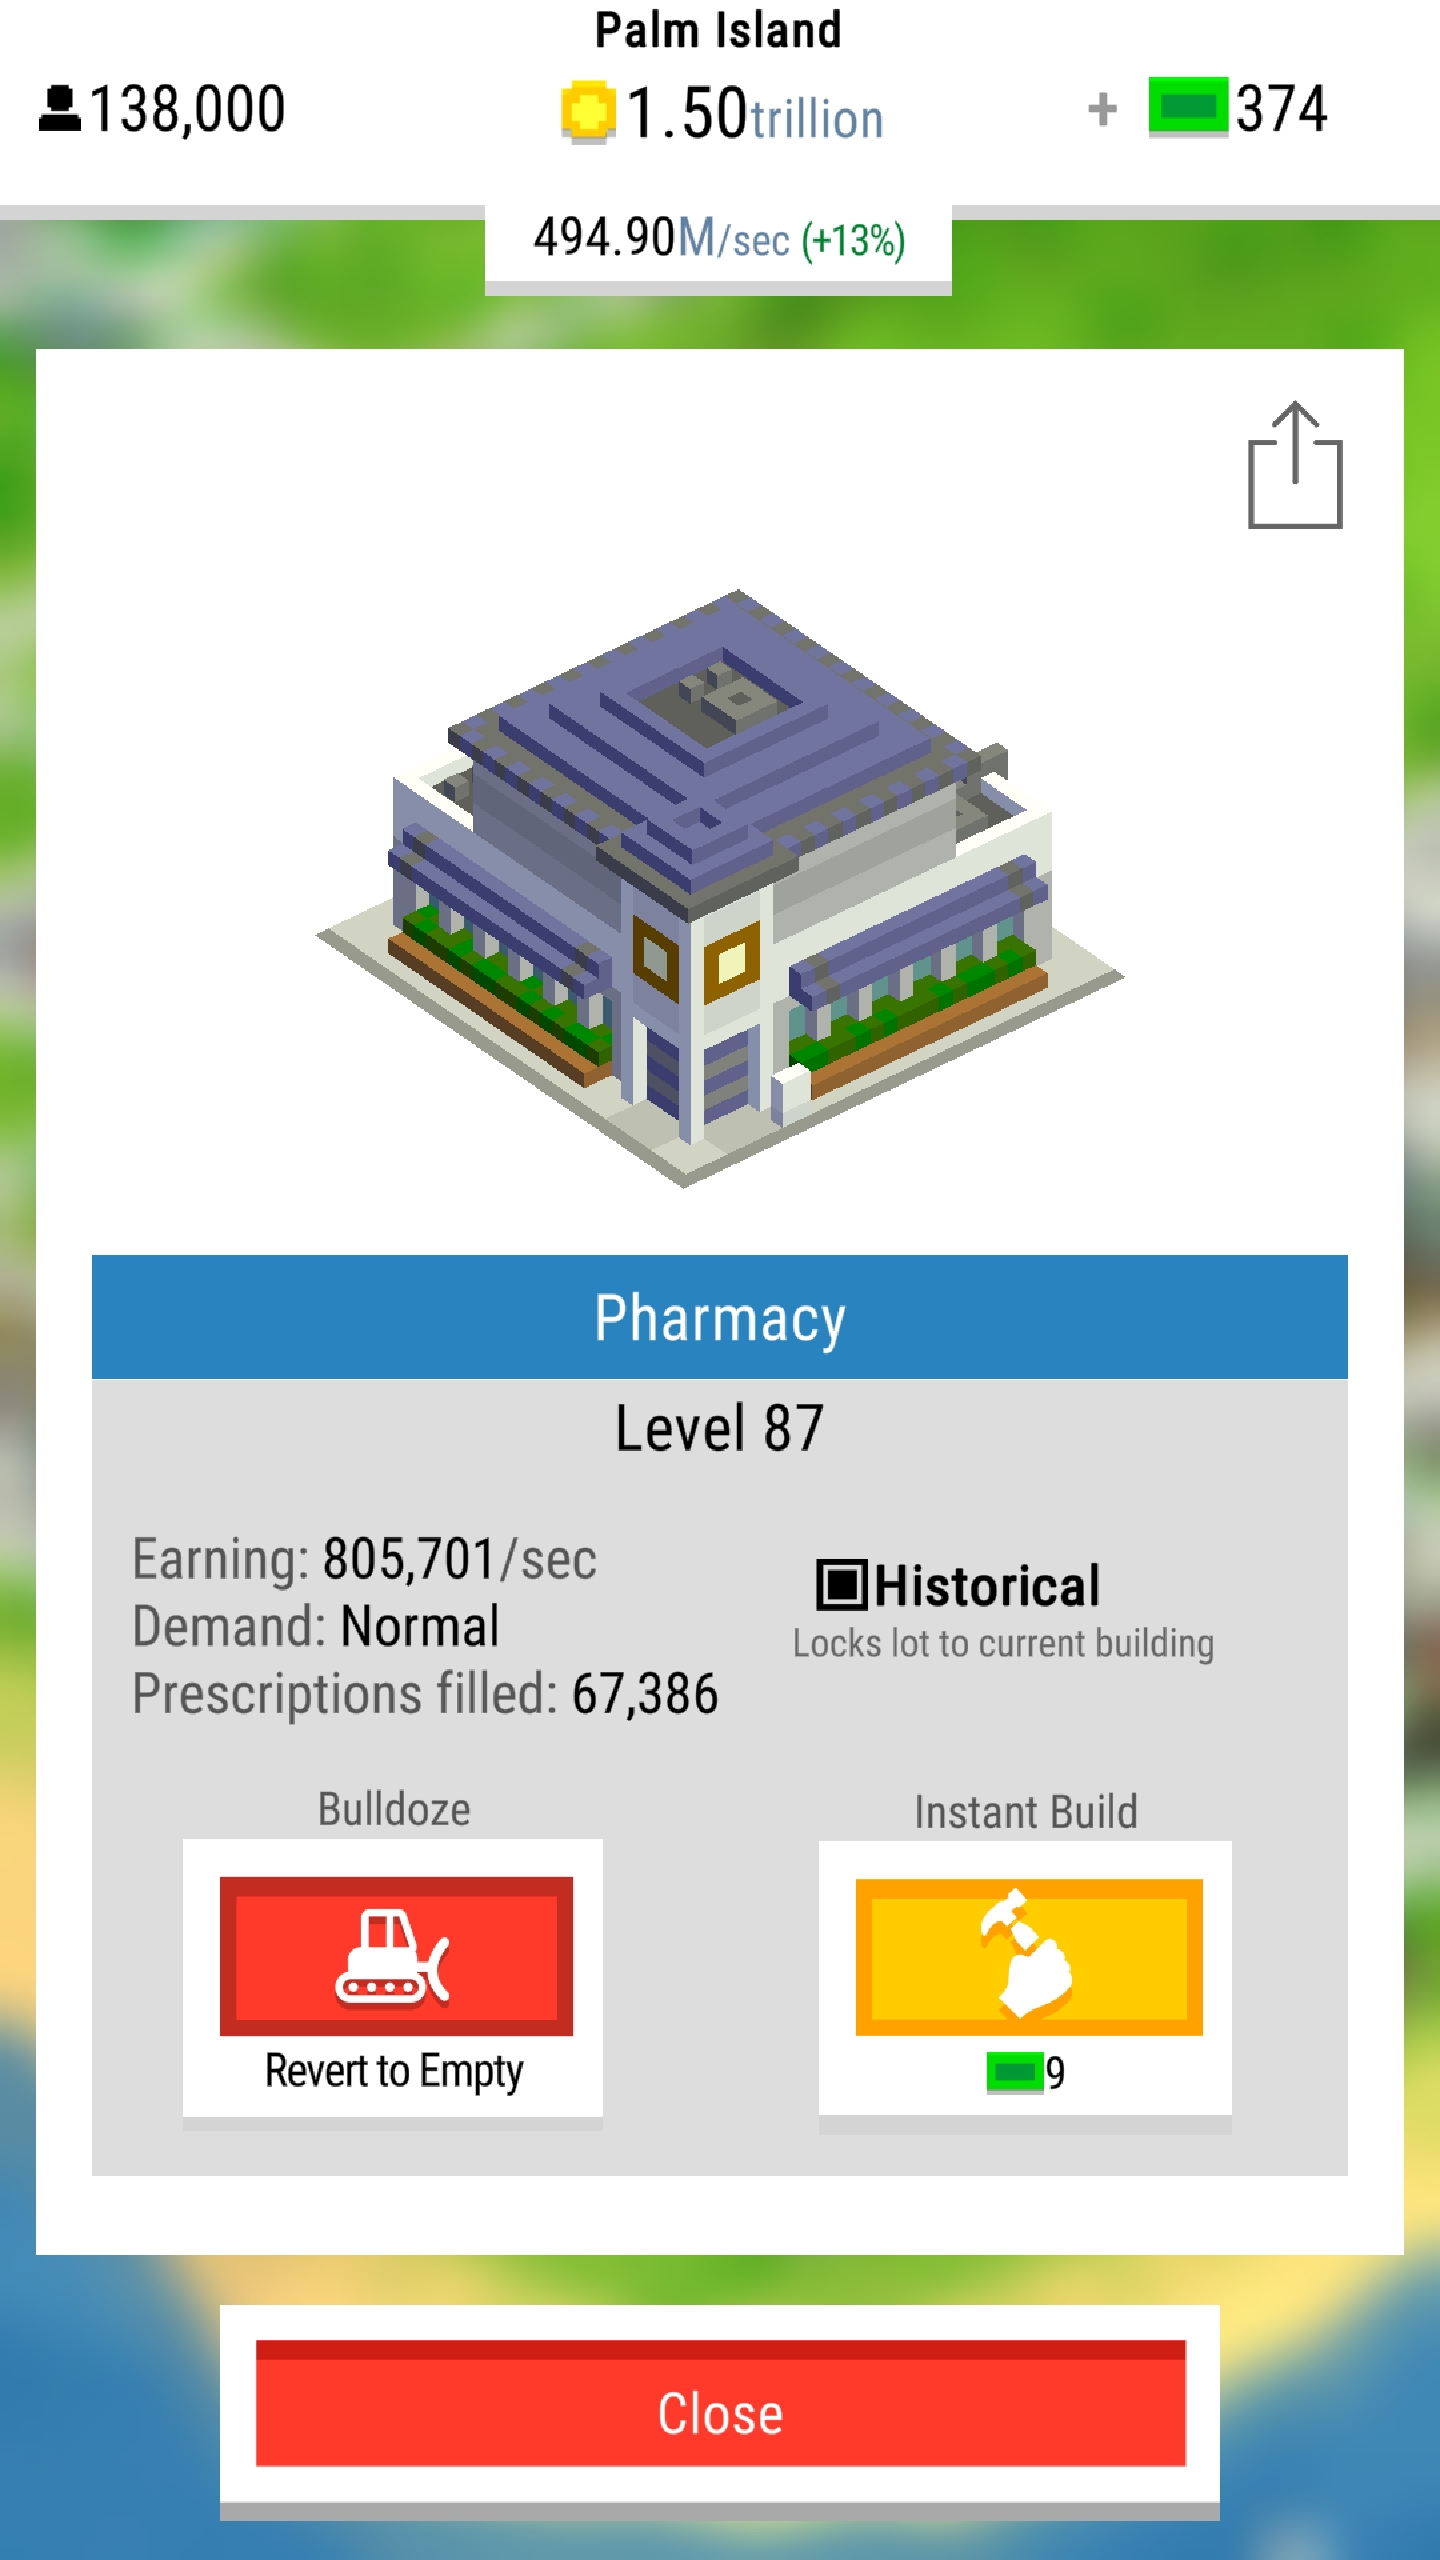 Palm Island
138,000
1.50trillion
+ 374
494.90M/sec (+13%)
Pharmacy
Level 87
Earning: 805,701/sec
Demand: Normal
Prescriptions filled: 67,386
Historical
Locks lot to current building
Bulldoze
Revert to Empty
Instant Build
9
Close